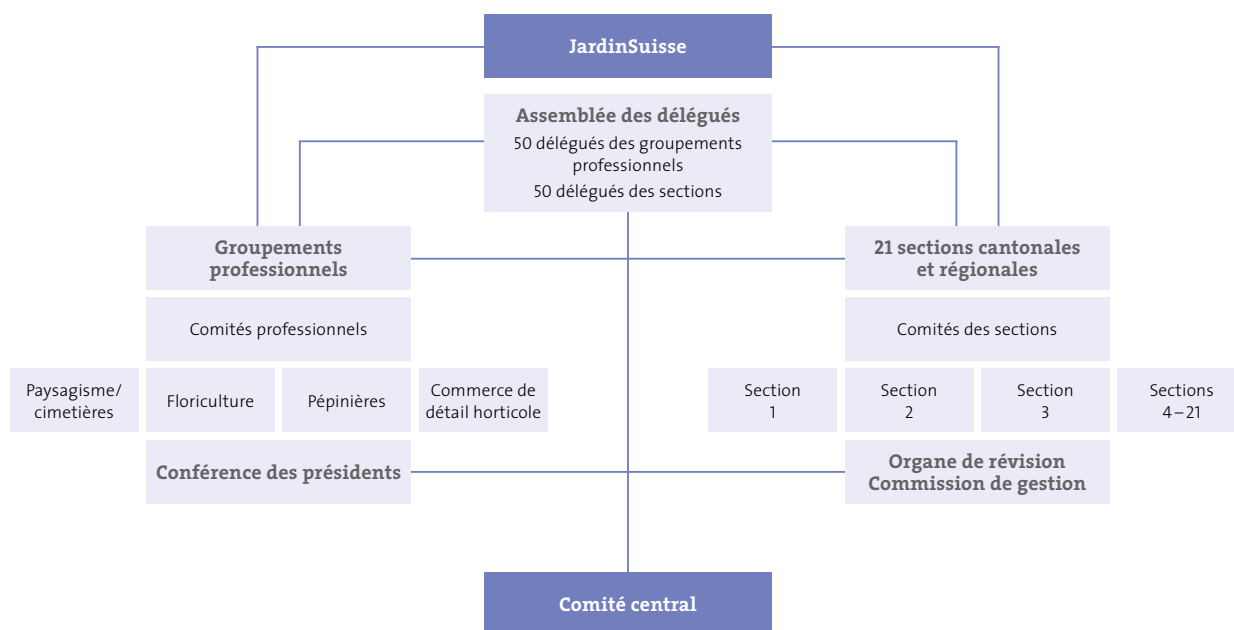 JardinSuisse
Assemblée des délégués
50 délégués des groupements
professionnels
50 délégués des sections
Groupements
professionnels
21 sections cantonales
et régionales
Comités professionnels
Comités des sections
Paysagisme/
cimetières
Floriculture
Pépinières
Commerce de
détail horticole
Section
1
Section
2
Section
3
Sections
4–21
Conférence des présidents
Organe de révision
Commission de gestion
Comité central